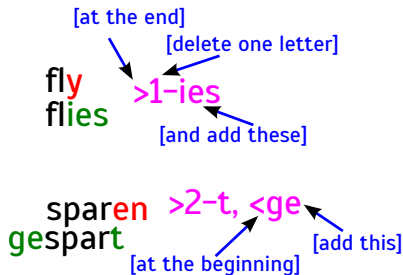 [at the end]
[delete one letter]
fly >1-ies
flies
[and add these]
sparen >2-t, <ge
gespart
[add this]
[at the beginning]